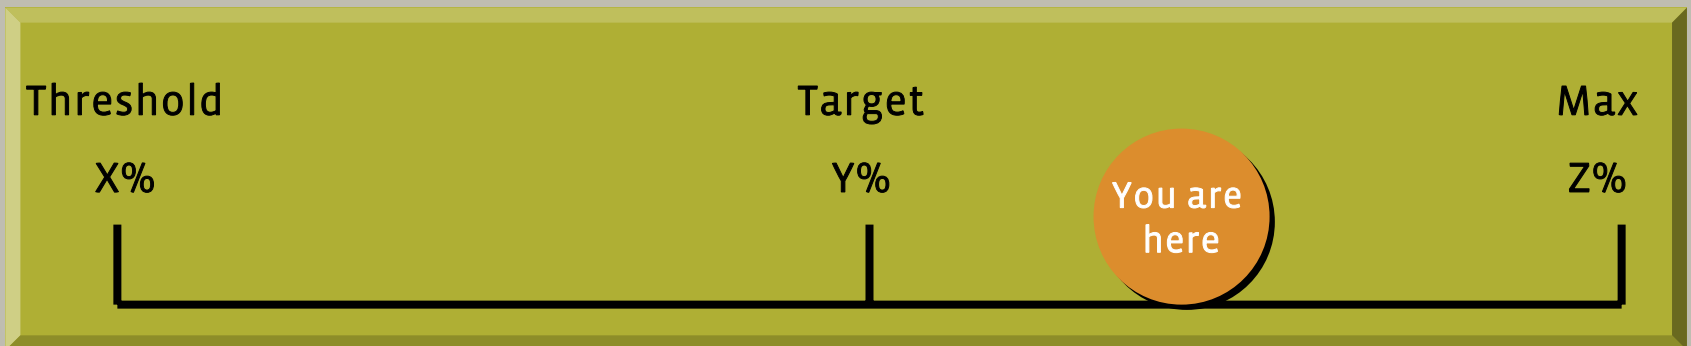 Threshold
Target
Max
X%
Y%
Z%
You are
here